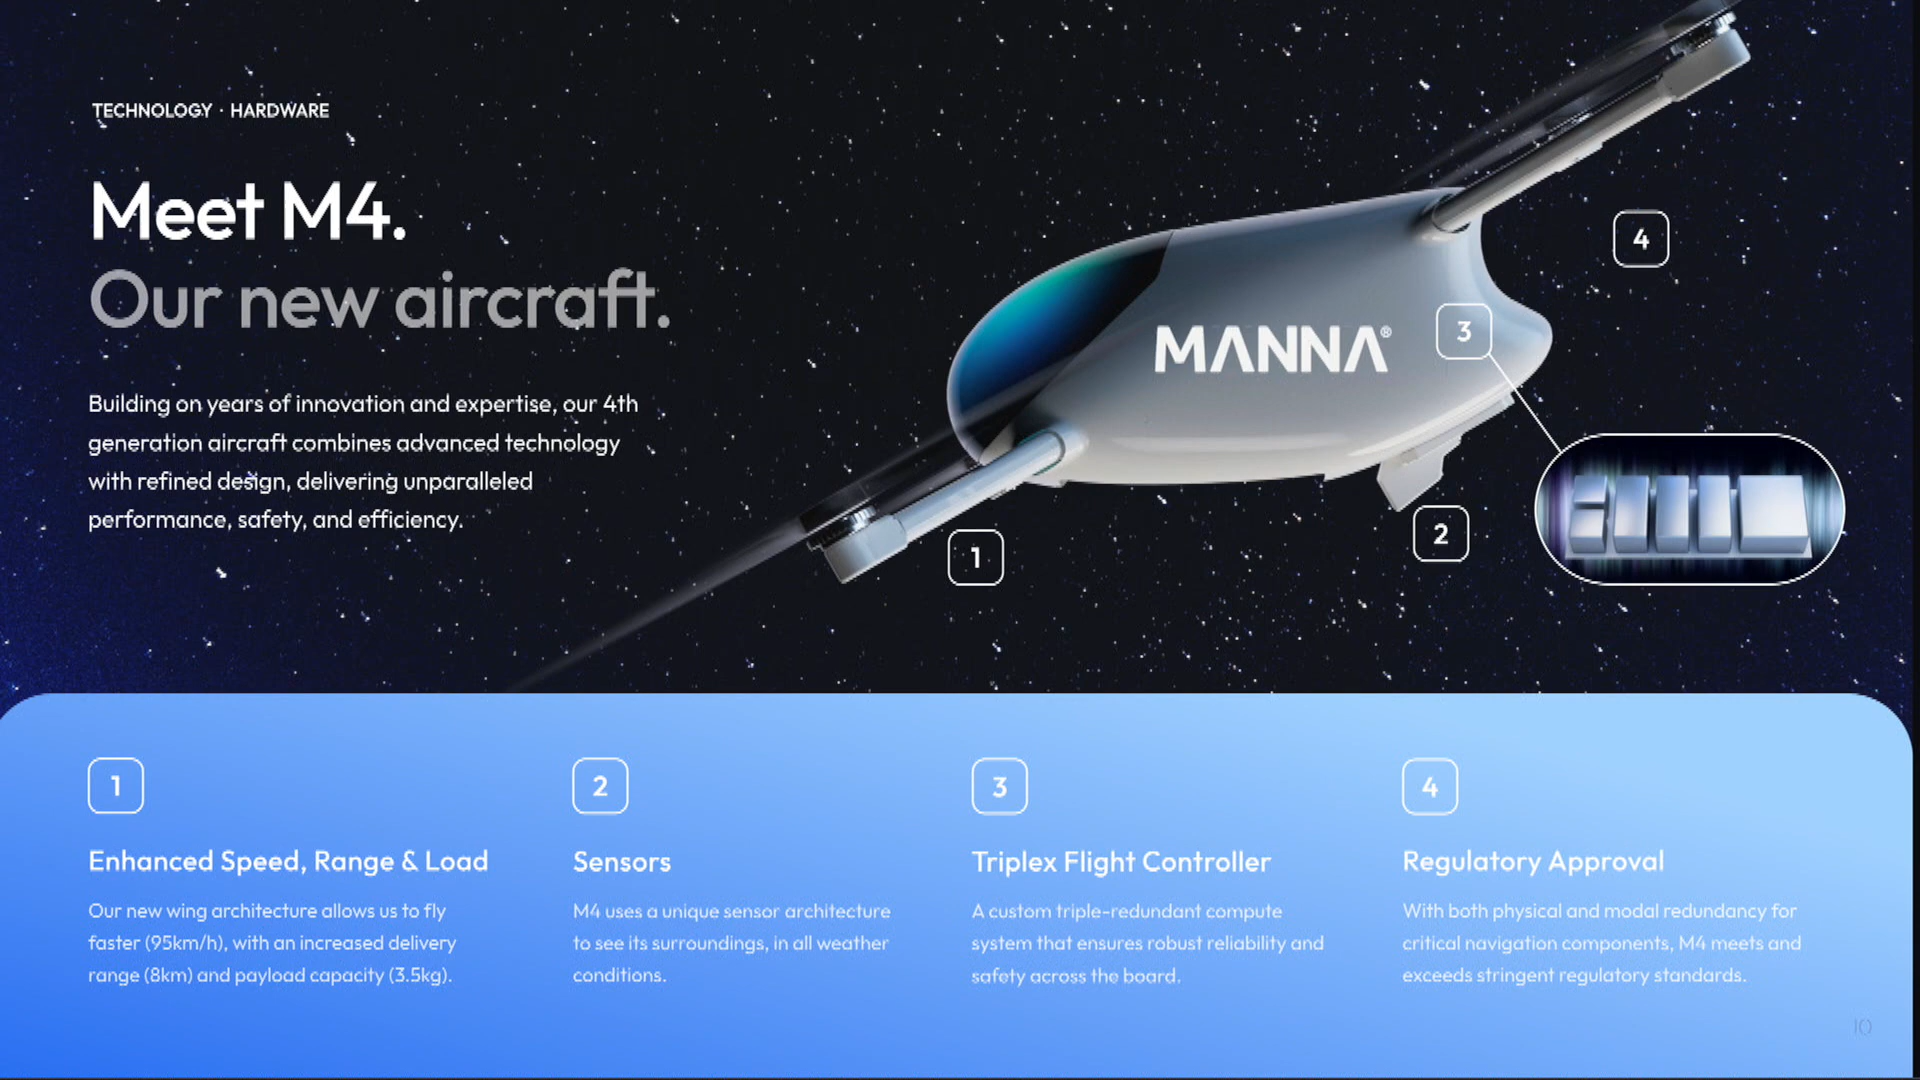 TECHNOLOGY · HARDWARE
Meet M4.
Our new aircraft.
Building on years of innovation and expertise, our 4th
generation aircraft combines advanced technology
with refined design, delivering unparalleled
performance, safety, and efficiency.
MANNA®
4
3
2
1
1
Enhanced Speed, Range & Load
Our new wing architecture allows us to fly
faster (95km/h), with an increased delivery
range (8km) and payload capacity (3.5kg).
2
Sensors
M4 uses a unique sensor architecture
to see its surroundings, in all weather
conditions.
3
Triplex Flight Controller
A custom triple-redundant compute
system that ensures robust reliability and
safety across the board.
4
Regulatory Approval
With both physical and modal redundancy for
critical navigation components, M4 meets and
exceeds stringent regulatory standards.
10